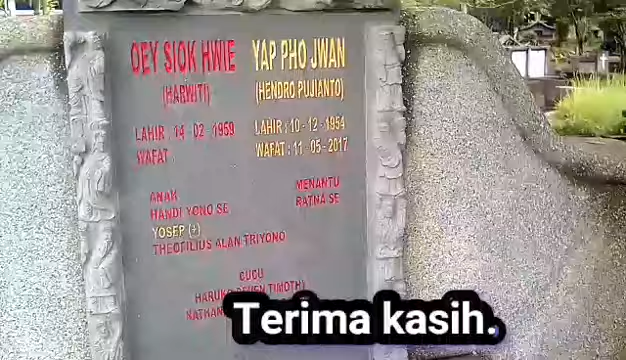 OEY SIOK HWIE YAP PHO JWAN
(HARWITI) (HENDRO PUJIANTO)
LAHIR : 14 - 02 - 1959 LAHIR : 10 - 12 - 1954
WAFAT : WAFAT : 11 - 05 - 2017
ANAK MENANTU
HANDI YONO SE RATNA SE
YOSEP (+)
THEOFILIUS ALAN TRIYONO
CUCU
TIMOTHY
Terima kasih.